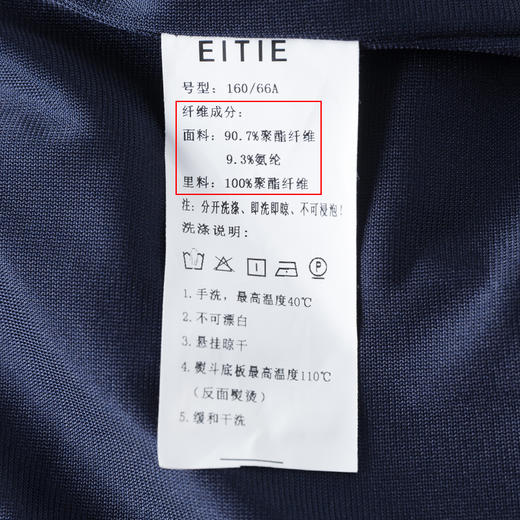 EITIE
号型: 160/66A
纤维成分:
面料: 90.7%聚酯纤维
9.3%氨纶
里料: 100%聚酯纤维
注: 分开洗涤、即洗即晾、不可浸泡!
洗涤说明:
P
1.手洗，最高温度40℃
2.不可漂白
3.悬挂晾干
4.熨斗底板最高温度110℃
（反面熨烫）
5.缓和干洗